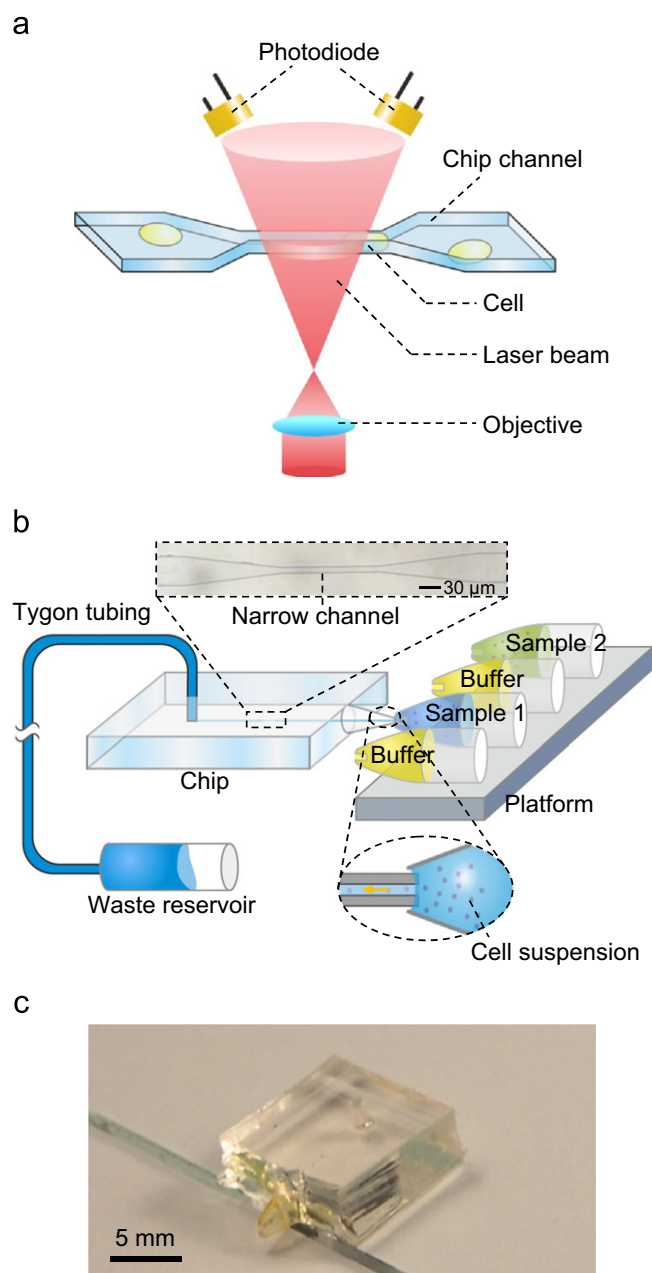 a
Photodiode
Chip channel
Cell
Laser beam
Objective
b
30 μm
Tygon tubing
Narrow channel
Sample 2
Buffer
Sample 1
Buffer
Chip
Platform
Waste reservoir
Cell suspension
c
5 mm